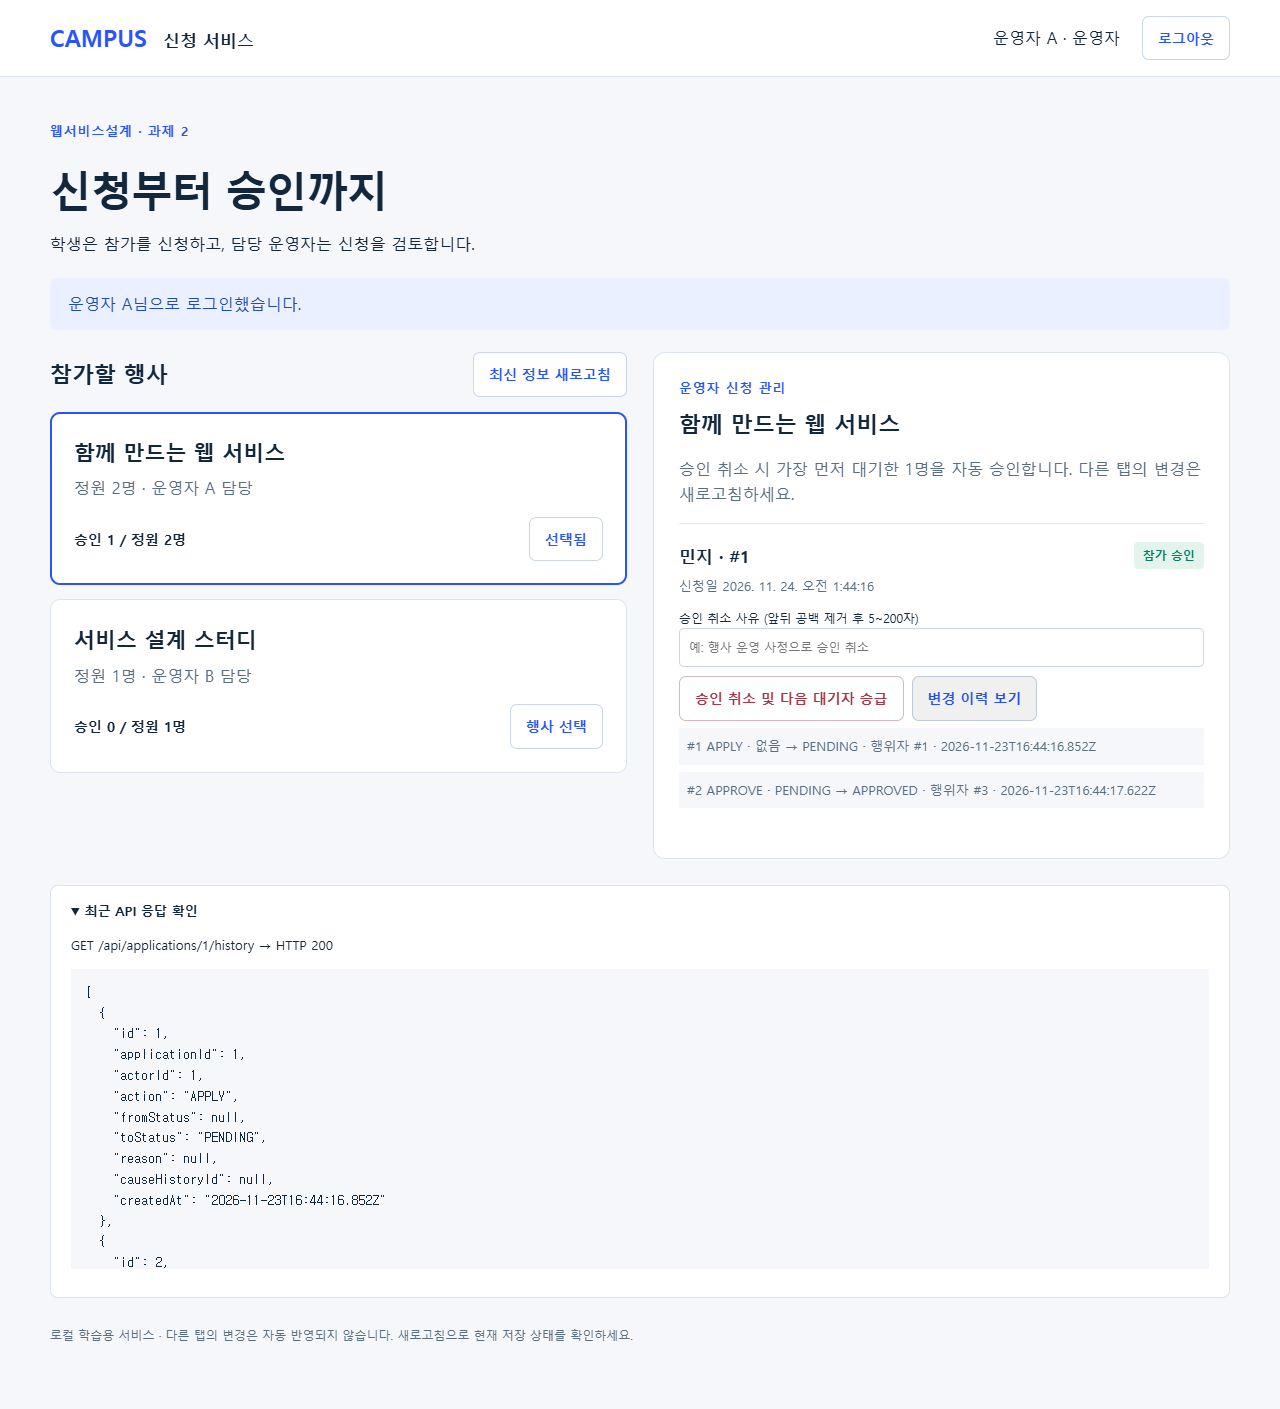 CAMPUS 신청 서비스
운영자 A · 운영자
로그아웃
웹서비스설계 · 과제 2
신청부터 승인까지
학생은 참가를 신청하고, 담당 운영자는 신청을 검토합니다.
운영자 A님으로 로그인했습니다.
참가할 행사
최신 정보 새로고침
함께 만드는 웹 서비스
정원 2명 · 운영자 A 담당
승인 1 / 정원 2명
선택됨
서비스 설계 스터디
정원 1명 · 운영자 B 담당
승인 0 / 정원 1명
행사 선택
운영자 신청 관리
함께 만드는 웹 서비스
승인 취소 시 가장 먼저 대기한 1명을 자동 승인합니다. 다른 탭의 변경은
새로고침하세요.
민지 · #1
참가 승인
신청일 2026. 11. 24. 오전 1:44:16
승인 취소 사유 (앞뒤 공백 제거 후 5~200자)
예: 행사 운영 사정으로 승인 취소
승인 취소 및 다음 대기자 승급
변경 이력 보기
#1 APPLY · 없음 → PENDING · 행위자 #1 · 2026-11-23T16:44:16.852Z
#2 APPROVE · PENDING → APPROVED · 행위자 #3 · 2026-11-23T16:44:17.622Z
▼ 최근 API 응답 확인
GET /api/applications/1/history → HTTP 200
[
{
"id": 1,
"applicationId": 1,
"actorId": 1,
"action": "APPLY",
"fromStatus": null,
"toStatus": "PENDING",
"reason": null,
"causeHistoryId": null,
"createdAt": "2026-11-23T16:44:16.852Z"
},
{
"id": 2,
로컬 학습용 서비스 · 다른 탭의 변경은 자동 반영되지 않습니다. 새로고침으로 현재 저장 상태를 확인하세요.